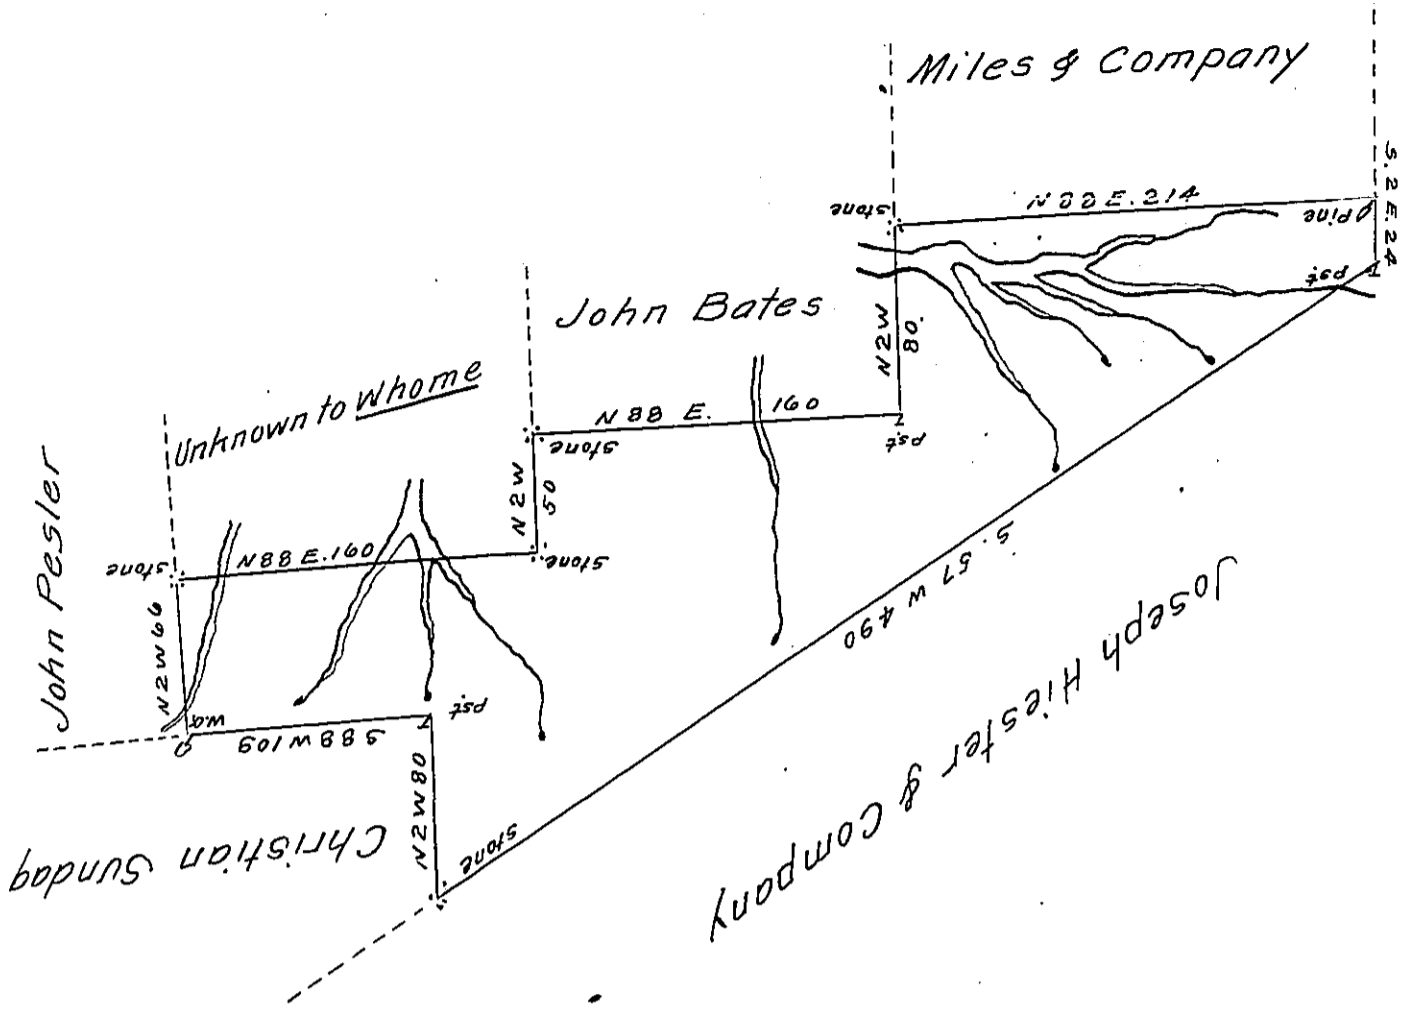 Miles & Company
S. 2 E. 24
N 88 E. 214
stone
Pine
pst.
John Bates
N 2 W
80.
Unknown to Whome
N 88 E. 160
stone
pst.
N 2 W
50
John Pesler
stone
N 88 E. 160
stone
S. 57 W 490
Joseph Hiester & Company
N 2 W 66
W.O.
S 88 W 109
pst.
N 2 W 80
Christian Sunday
stone